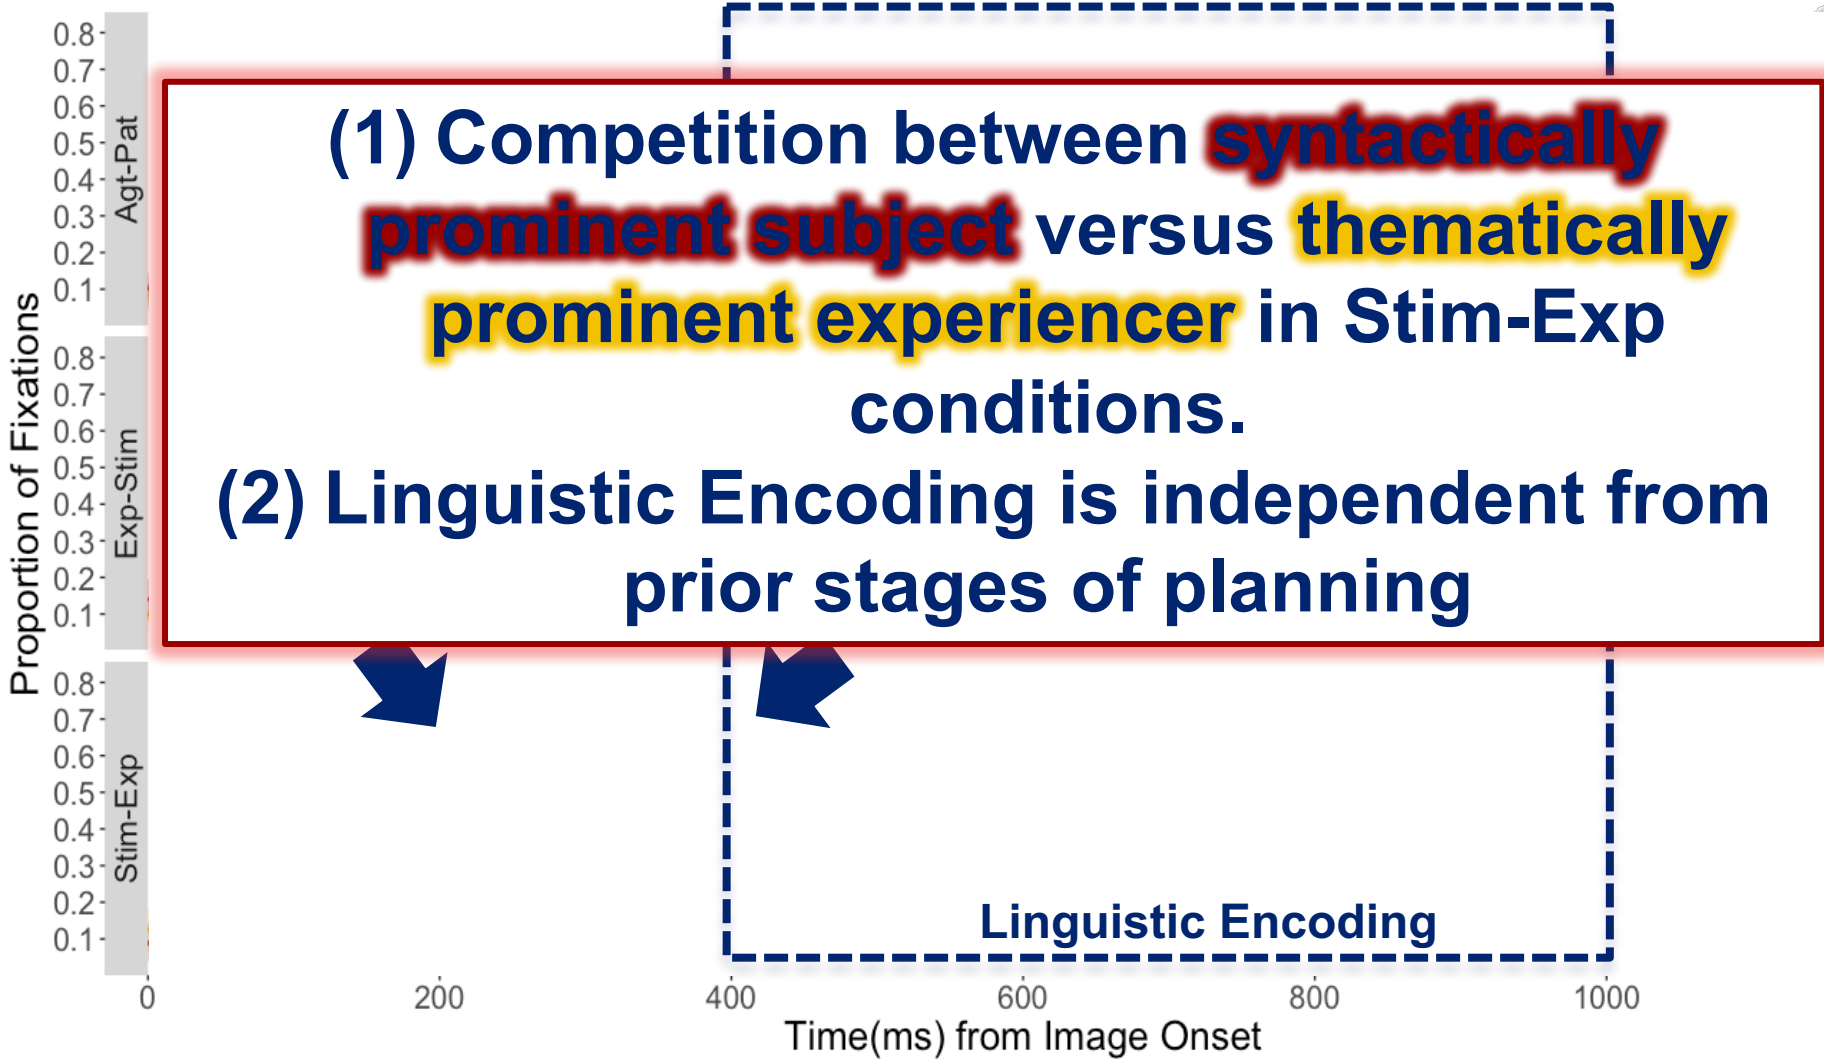 Proportion of Fixations
0.8
0.7
0.6
0.5
0.4
0.3
0.2
0.1
Agt-Pat
0.8
0.7
0.6
0.5
0.4
0.3
0.2
0.1
Exp-Stim
0.8
0.7
0.6
0.5
0.4
0.3
0.2
0.1
Stim-Exp
(1) Competition between syntactically
prominent subject versus thematically
prominent experiencer in Stim-Exp
conditions.
(2) Linguistic Encoding is independent from
prior stages of planning
Linguistic Encoding
0 200 400 600 800 1000
Time(ms) from Image Onset